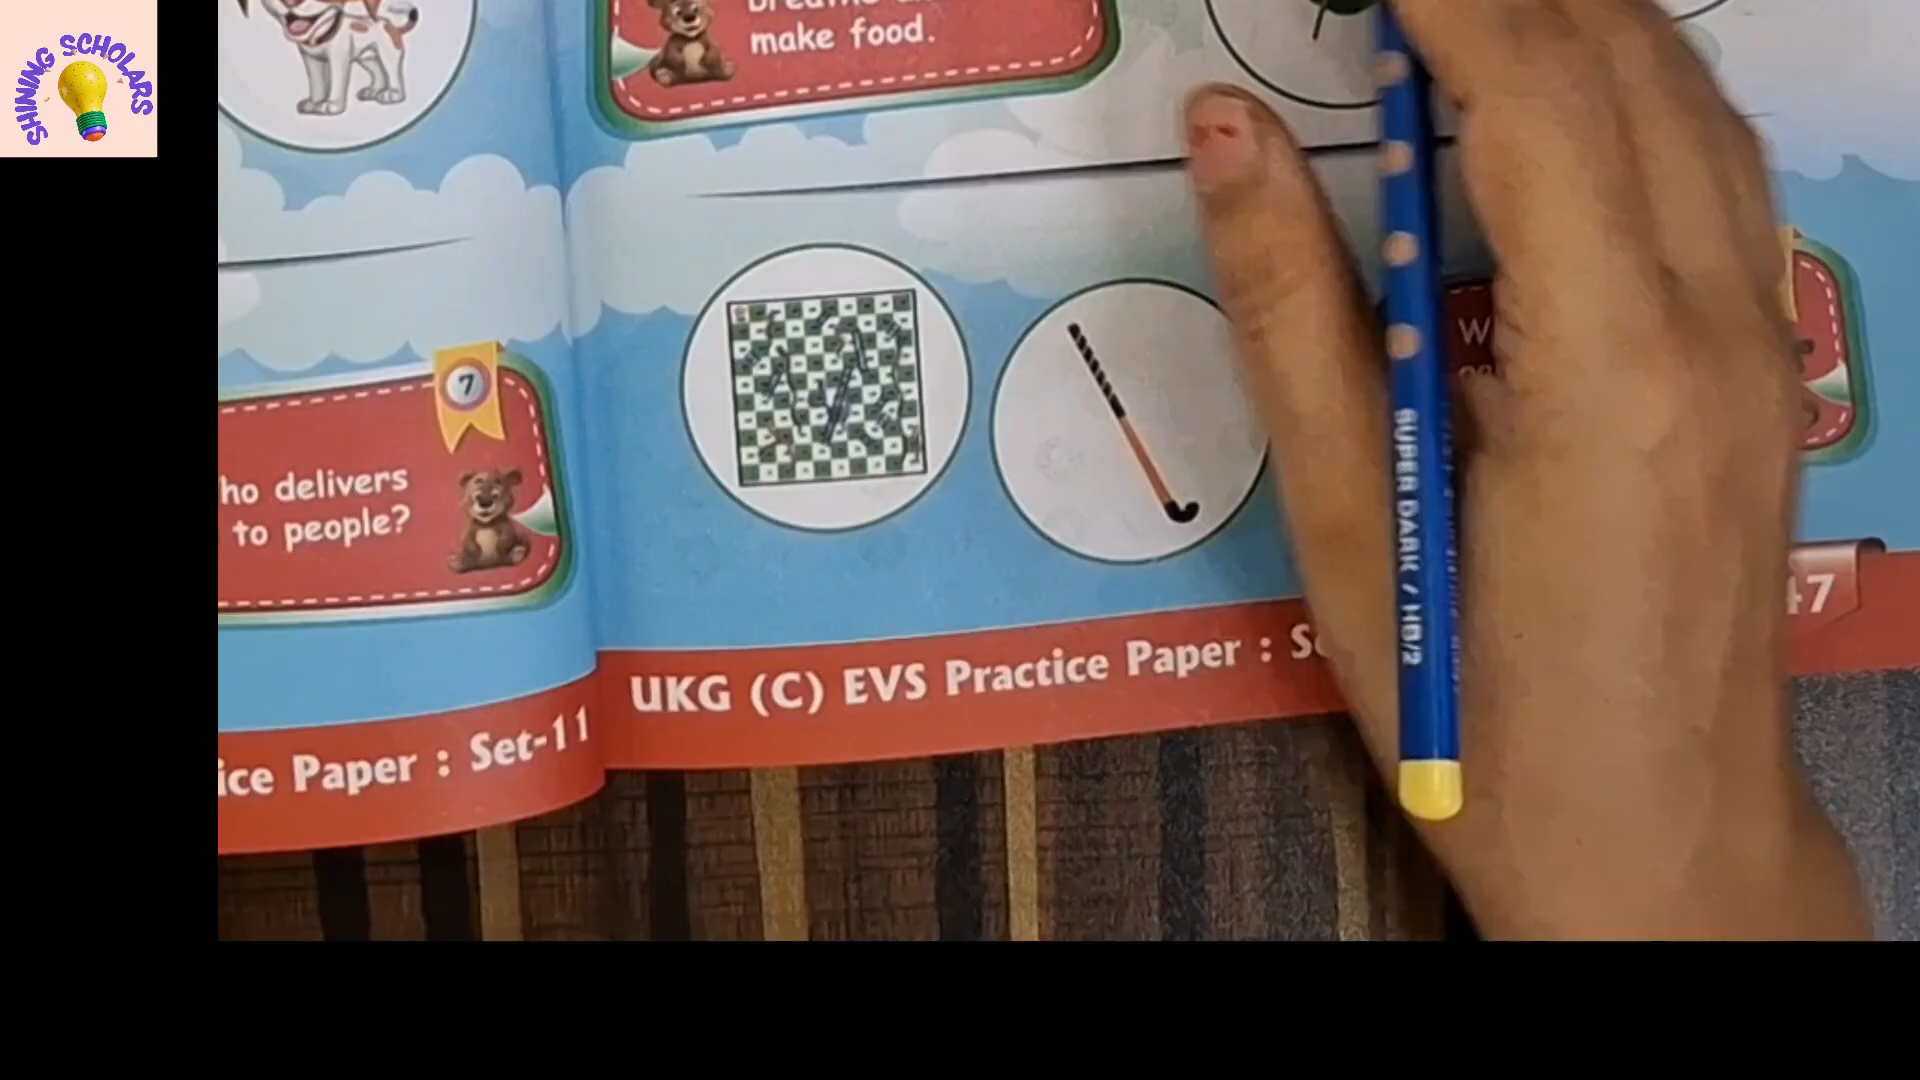 SHINING SCHOLARS
make food.
7
ho delivers
to people?
ice Paper : Set-11
UKG (C) EVS Practice Paper : S
47
SUPER DARK / HB/2